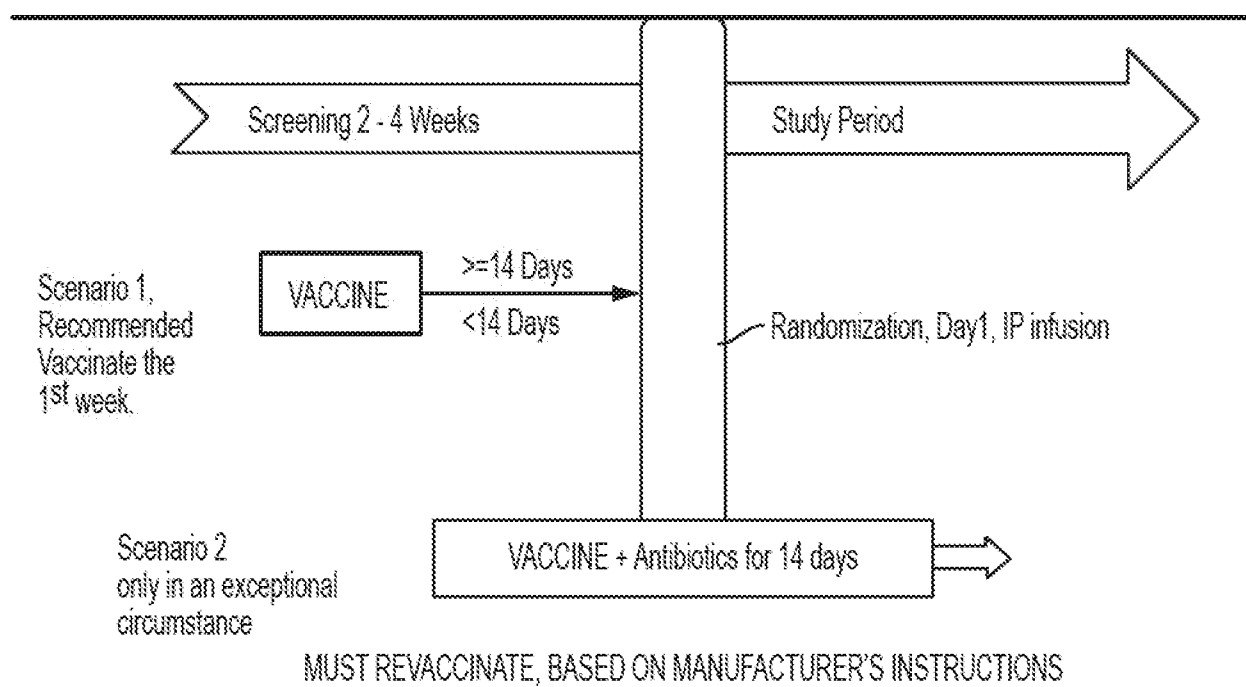 Screening 2 - 4 Weeks
Study Period
Scenario 1,
Recommended
Vaccinate the
1st week.
VACCINE
>=14 Days
<14 Days
Randomization, Day1, IP infusion
Scenario 2
only in an exceptional
circumstance
VACCINE + Antibiotics for 14 days
MUST REVACCINATE, BASED ON MANUFACTURER'S INSTRUCTIONS